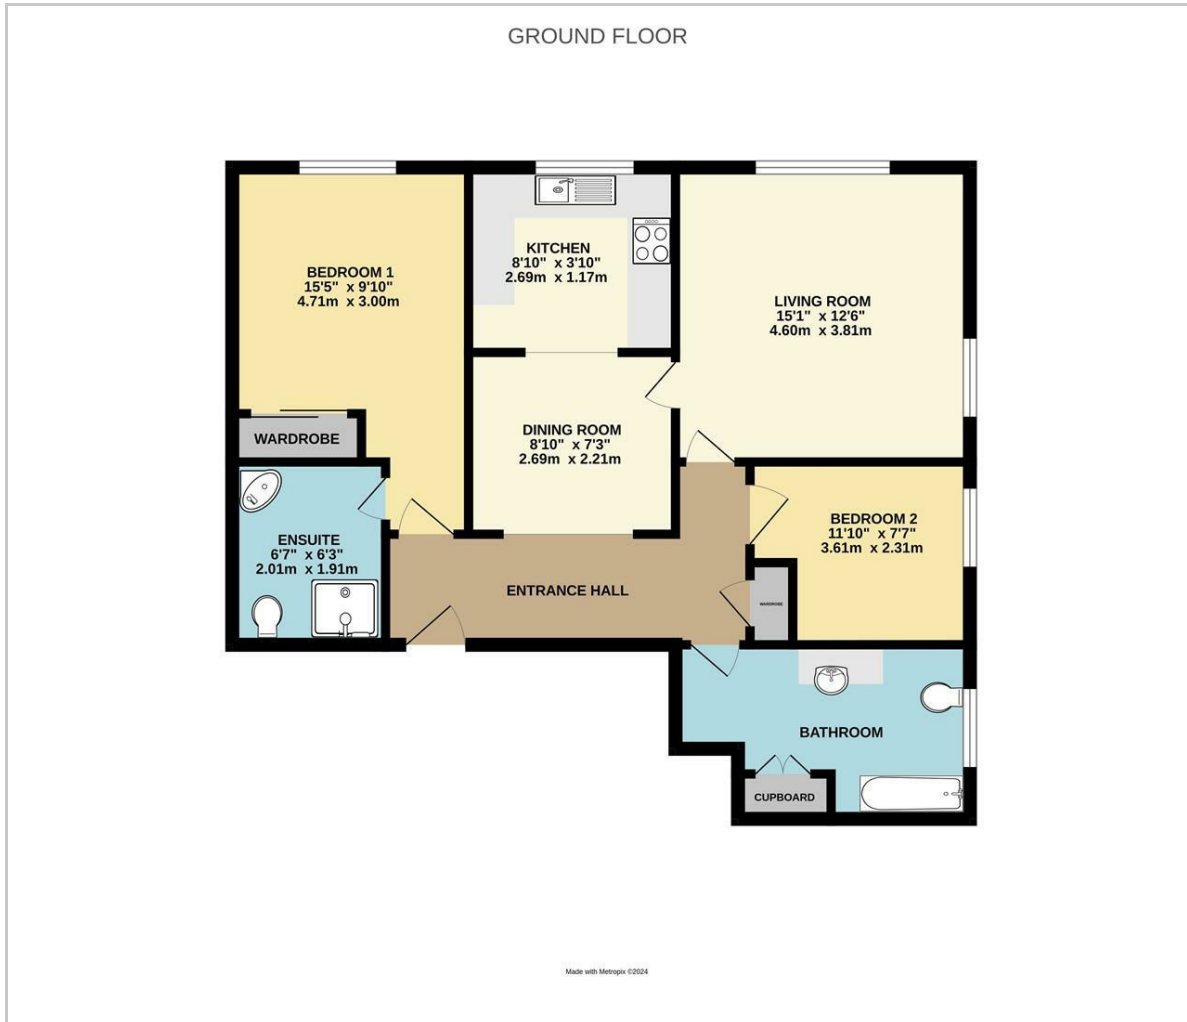 GROUND FLOOR
BEDROOM 1
15'5" x 9'10"
4.71m x 3.00m
KITCHEN
8'10" x 3'10"
2.69m x 1.17m
LIVING ROOM
15'1" x 12'6"
4.60m x 3.81m
WARDROBE
DINING ROOM
8'10" x 7'3"
2.69m x 2.21m
ENSUITE
6'7" x 6'3"
2.01m x 1.91m
BEDROOM 2
11'10" x 7'7"
3.61m x 2.31m
ENTRANCE HALL
WARDROBE
BATHROOM
CUPBOARD
Made with Metropix ©2024